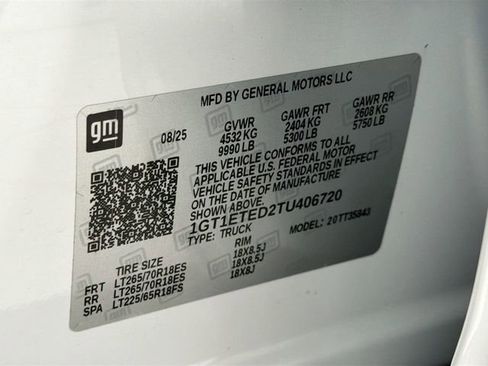 MFD BY GENERAL MOTORS LLC
gm
08/25
GVWR GAWR FRT GAWR RR
4532 KG 2404 KG 2608 KG
9990 LB 5300 LB 5750 LB
THIS VEHICLE CONFORMS TO ALL
APPLICABLE U.S. FEDERAL MOTOR
VEHICLE SAFETY STANDARDS IN
EFFECT ON THE DATE OF MANUFACTURE
SHOWN ABOVE.
1GT1ETED2TU406720
TYPE: TRUCK MODEL: 20TT35843
TIRE SIZE RIM
FRT LT265/70R18ES 18X8.5J
RR LT265/70R18ES 18X8.5J
SPA LT225/65R18FS 18X8J